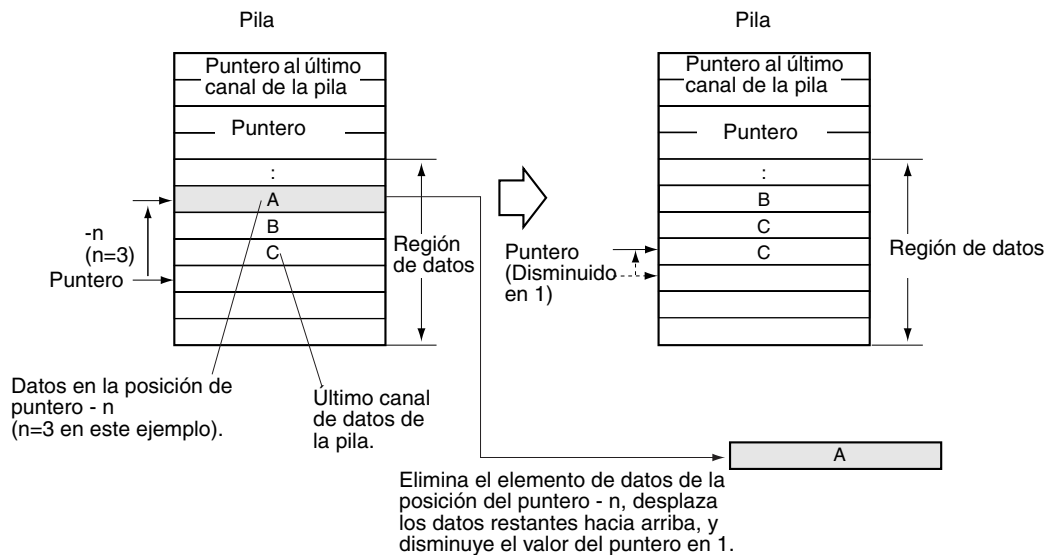 Pila
Puntero al último
canal de la pila
Puntero
:
A
B
C
-n
(n=3)
Puntero
Región
de datos
Datos en la posición de
puntero - n
(n=3 en este ejemplo).
Último canal
de datos de
la pila.
Pila
Puntero al último
canal de la pila
Puntero
:
B
C
C
Puntero
(Disminuido
en 1)
Región de datos
A
Elimina el elemento de datos de la
posición del puntero - n, desplaza
los datos restantes hacia arriba, y
disminuye el valor del puntero en 1.